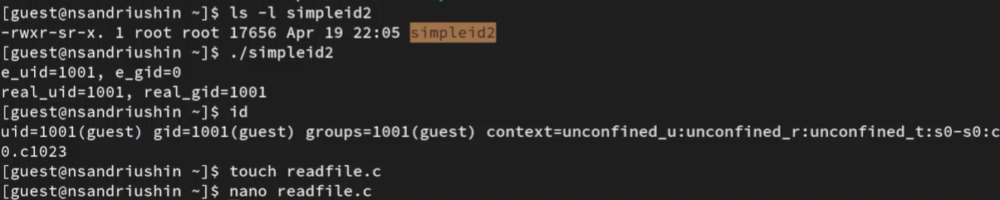 [guest@nsandriushin ~]$ ls -l simpleid2
-rwxr-sr-x. 1 root root 17656 Apr 19 22:05 simpleid2
[guest@nsandriushin ~]$ ./simpleid2
e_uid=1001, e_gid=0
real_uid=1001, real_gid=1001
[guest@nsandriushin ~]$ id
uid=1001(guest) gid=1001(guest) groups=1001(guest) context=unconfined_u:unconfined_r:unconfined_t:s0-s0:c
0.c1023
[guest@nsandriushin ~]$ touch readfile.c
[guest@nsandriushin ~]$ nano readfile.c